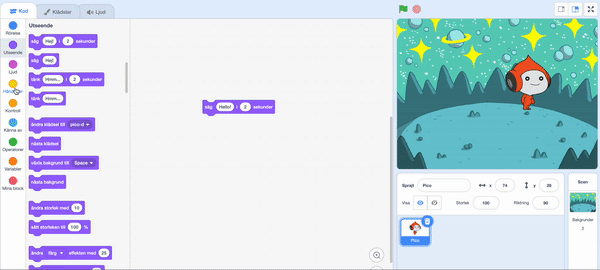 Kod
Klädslar
Ljud
Rörelse
Utseende
Ljud
Kontroll
Känna av
Operatorer
Variabler
Mina block
Utseende
säg Hej! i 2 sekunder
säg Hej!
tänk Hmm... i 2 sekunder
tänk Hmm...
ändra klädsel till pico-d
nästa klädsel
växla bakgrund till Space
nästa bakgrund
ändra storlek med 10
sätt storleken till 100 %
ändra färg effekten med 25
säg Hello! i 2 sekunder
Sprajt Pico x 74 y 38
Visa Storlek 100 Riktning 90
Pico
Scen
Bakgrunder
2